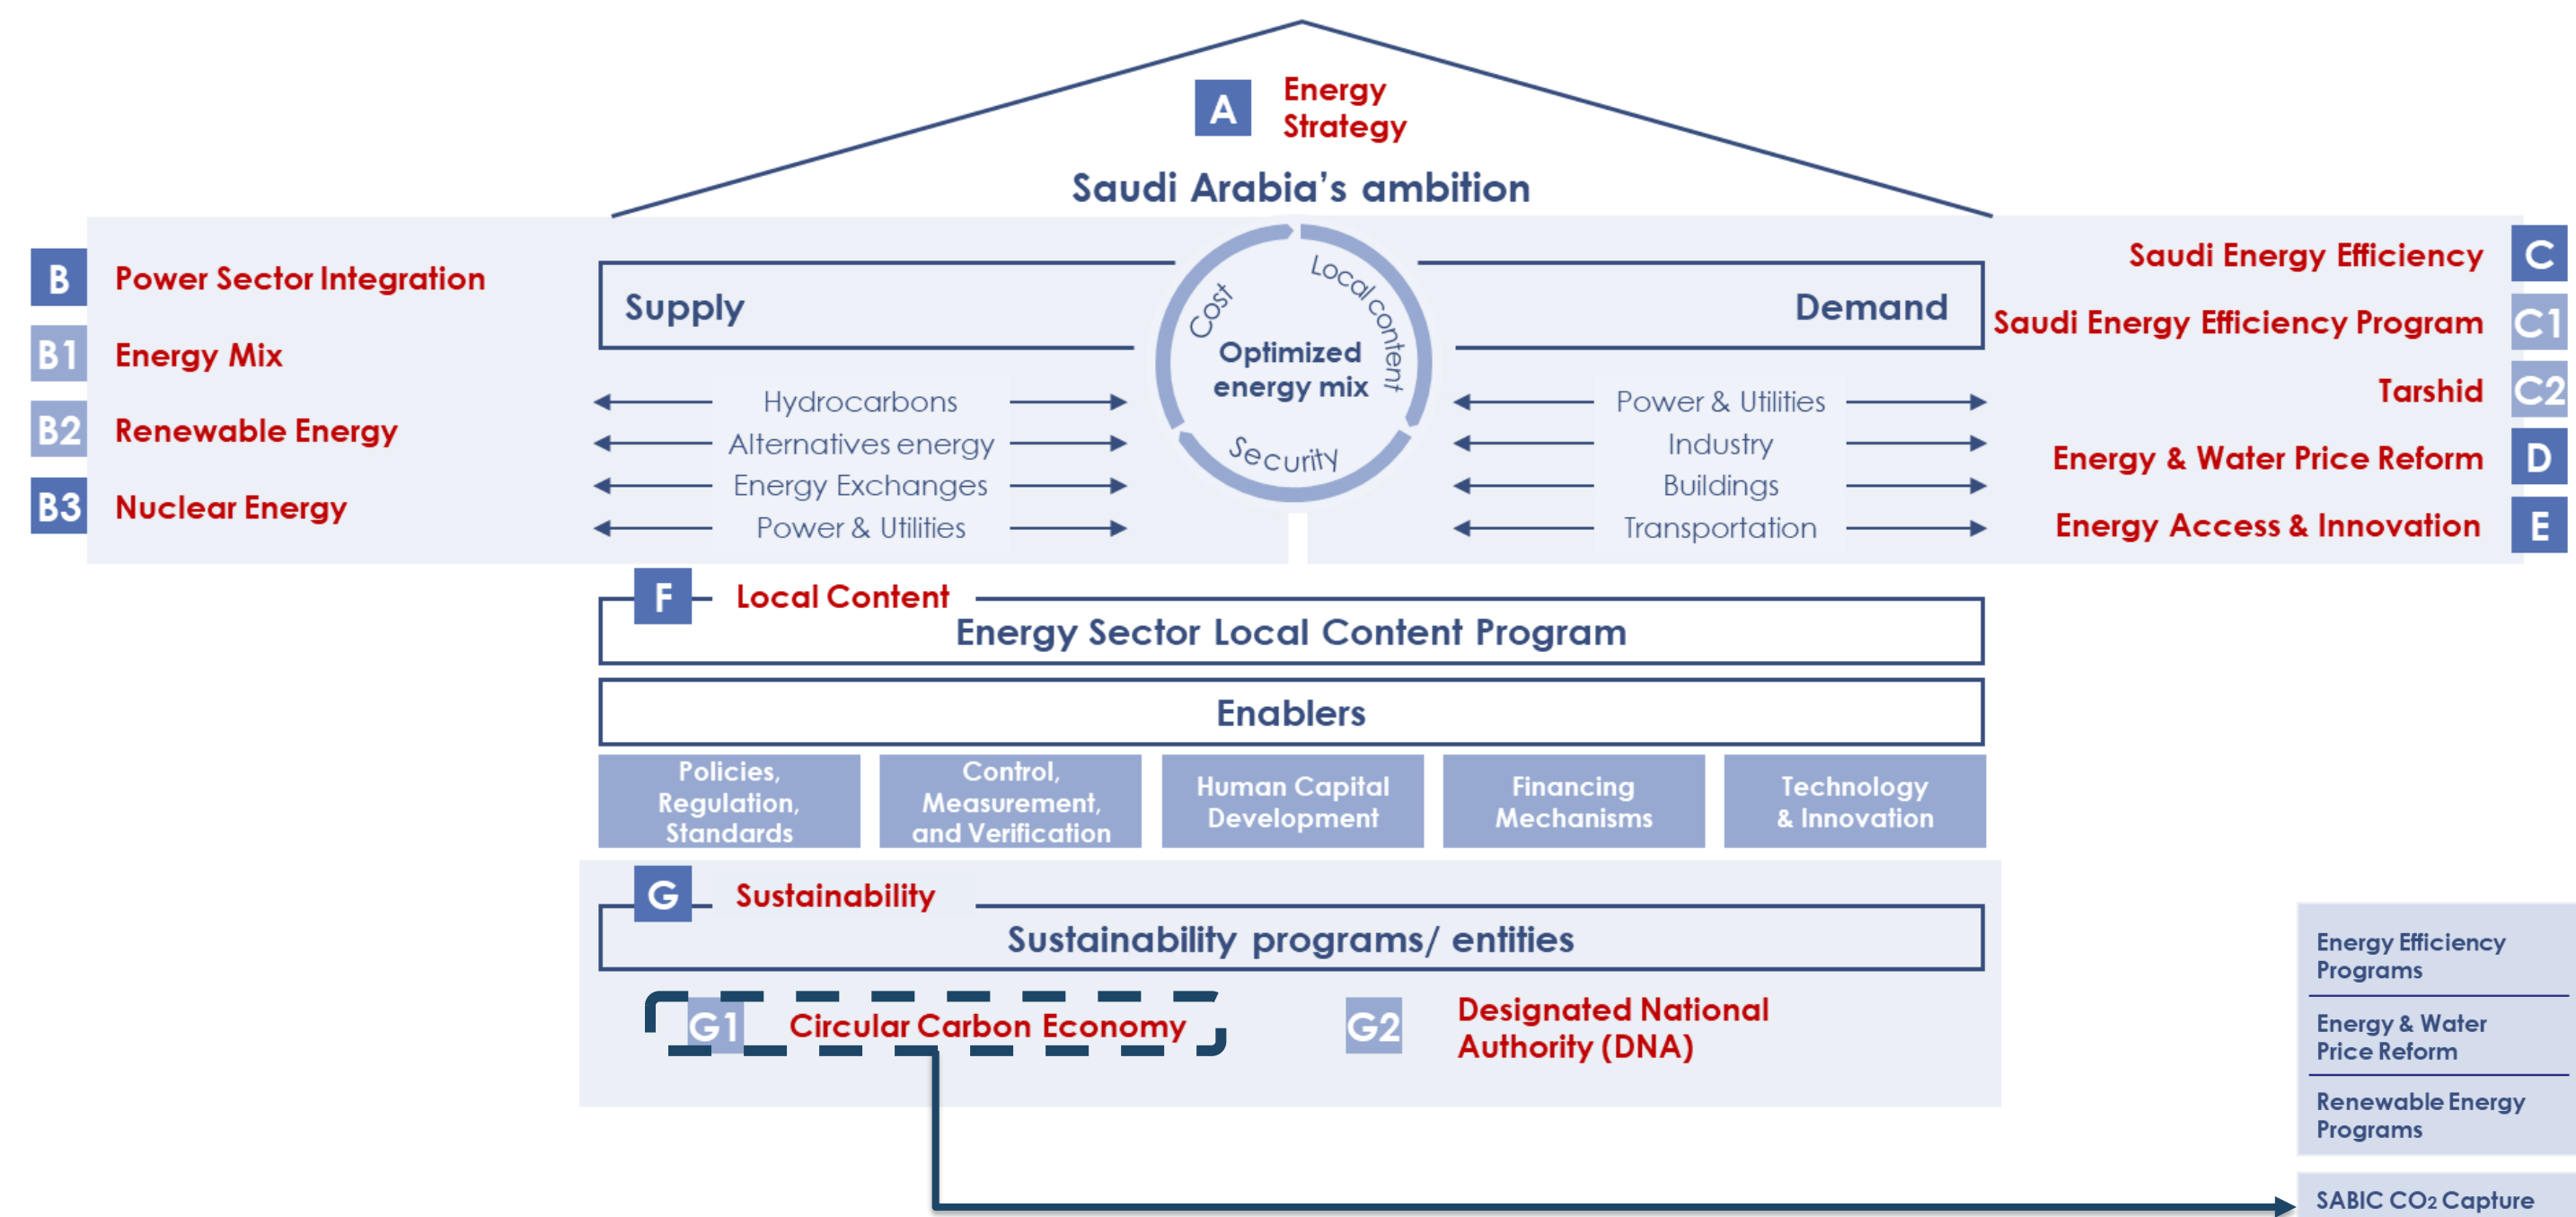 A
Energy
Strategy
Saudi Arabia's ambition
B
Power Sector Integration
B1
Energy Mix
B2
Renewable Energy
B3
Nuclear Energy
Supply
Hydrocarbons
Alternatives energy
Energy Exchanges
Power & Utilities
Cost
Local content
Security
Optimized
energy mix
Demand
Power & Utilities
Industry
Buildings
Transportation
Saudi Energy Efficiency
C
Saudi Energy Efficiency Program
C1
Tarshid
C2
Energy & Water Price Reform
D
Energy Access & Innovation
E
F
Local Content
Energy Sector Local Content Program
Enablers
Policies,
Regulation,
Standards
Control,
Measurement,
and Verification
Human Capital
Development
Financing
Mechanisms
Technology
& Innovation
G
Sustainability
Sustainability programs/ entities
G1
Circular Carbon Economy
G2
Designated National
Authority (DNA)
Energy Efficiency
Programs
Energy & Water
Price Reform
Renewable Energy
Programs
SABIC CO2 Capture